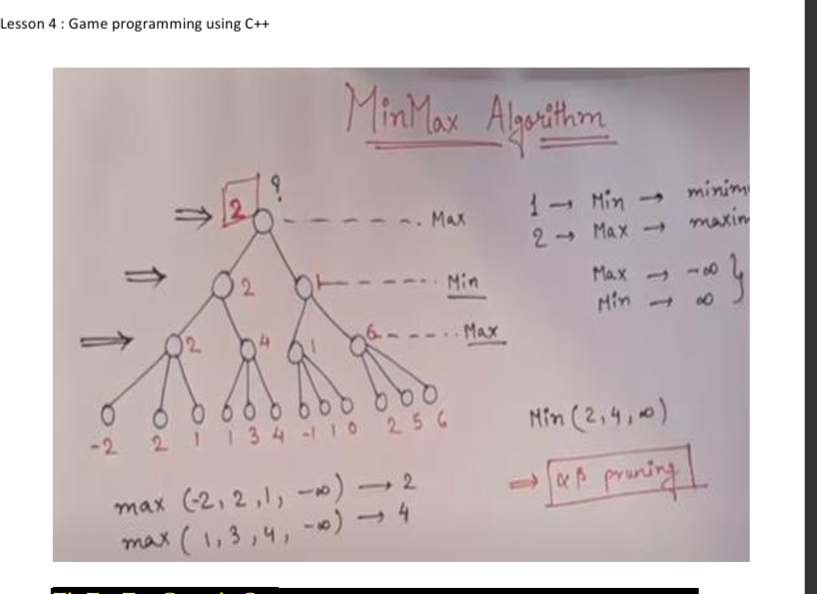 Lesson 4 : Game programming using C++
MinMax Algorithm
?
2
Max
1 → Min → minim
2 → Max → maxim
2
1
Min
Max → -∞ }
Min → ∞
2
4
1
6
Max
-2 2 1 1 3 4 -1 1 0 2 5 6
Min (2, 4, ∞)
⇒ αβ pruning
max (-2, 2, 1, -∞) → 2
max ( 1, 3, 4, -∞) → 4